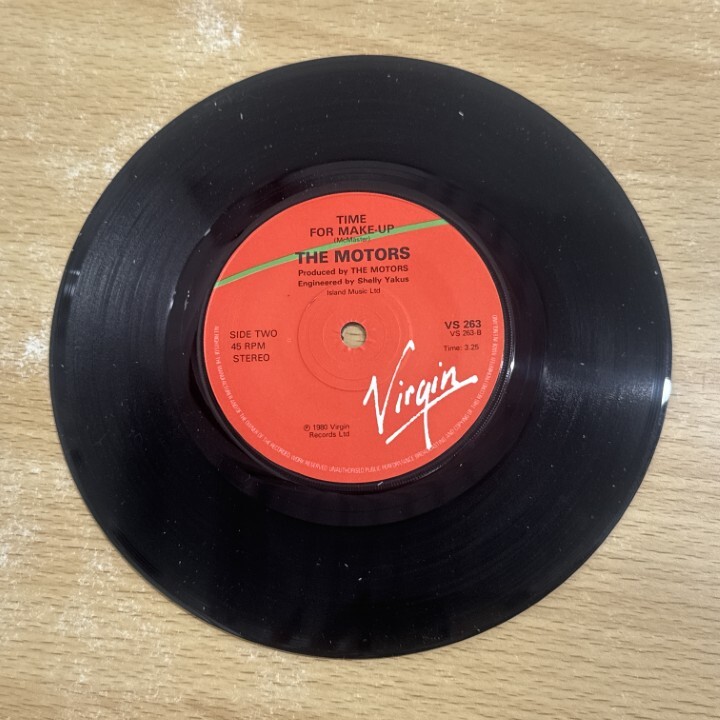 TIME
FOR MAKE-UP
(McMaster)
THE MOTORS
Produced by THE MOTORS
Engineered by Shelly Yakus
Island Music Ltd
SIDE TWO
45 RPM
STEREO
VS 263
VS 263-B
Time: 3.25
Virgin
℗ 1980 Virgin
Records Ltd